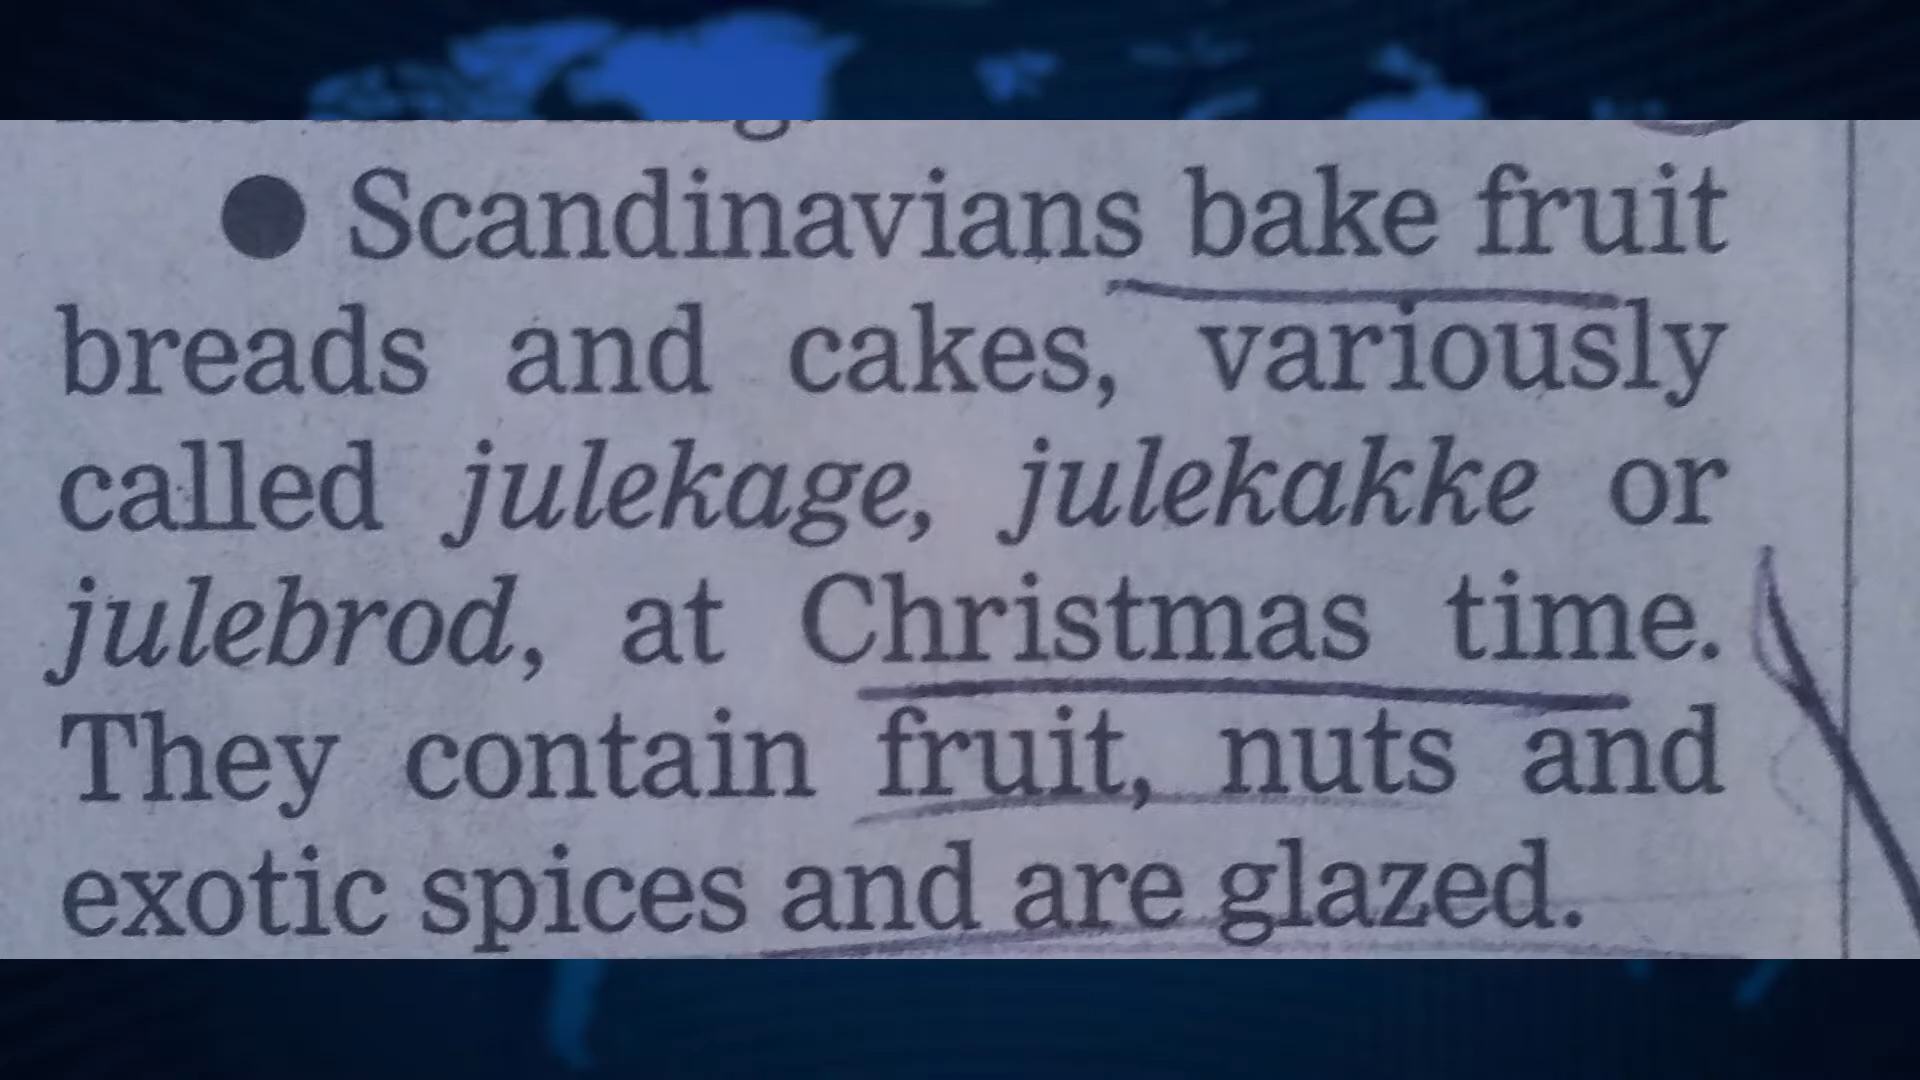 ● Scandinavians bake fruit
breads and cakes, variously
called julekage, julekakke or
julebrod, at Christmas time.
They contain fruit, nuts and
exotic spices and are glazed.